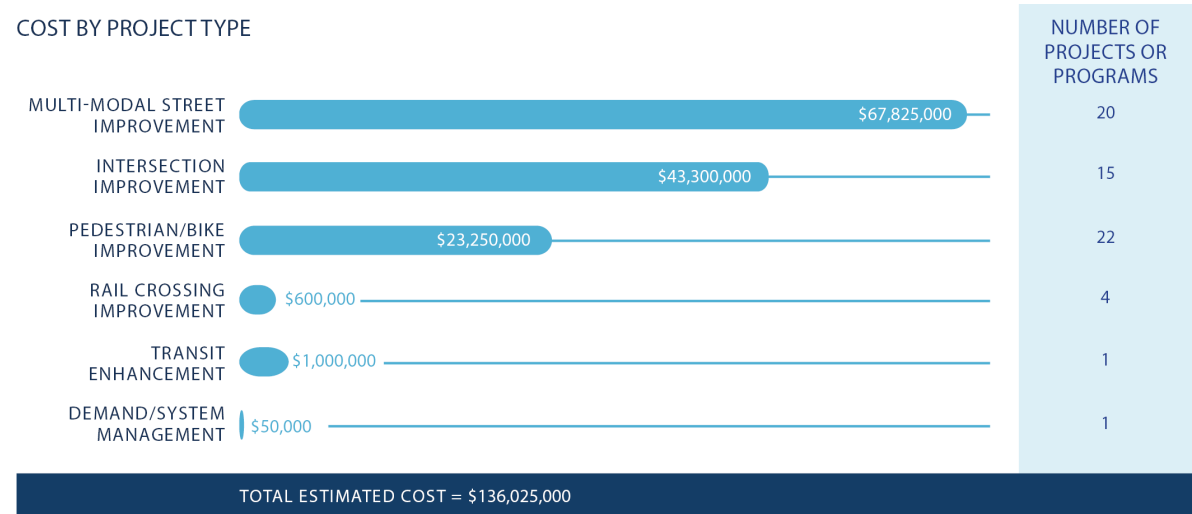 COST BY PROJECT TYPE
NUMBER OF
PROJECTS OR
PROGRAMS
MULTI-MODAL STREET
IMPROVEMENT
$67,825,000
20
INTERSECTION
IMPROVEMENT
$43,300,000
15
PEDESTRIAN/BIKE
IMPROVEMENT
$23,250,000
22
RAIL CROSSING
IMPROVEMENT
$600,000
4
TRANSIT
ENHANCEMENT
$1,000,000
1
DEMAND/SYSTEM
MANAGEMENT
$50,000
1
TOTAL ESTIMATED COST = $136,025,000